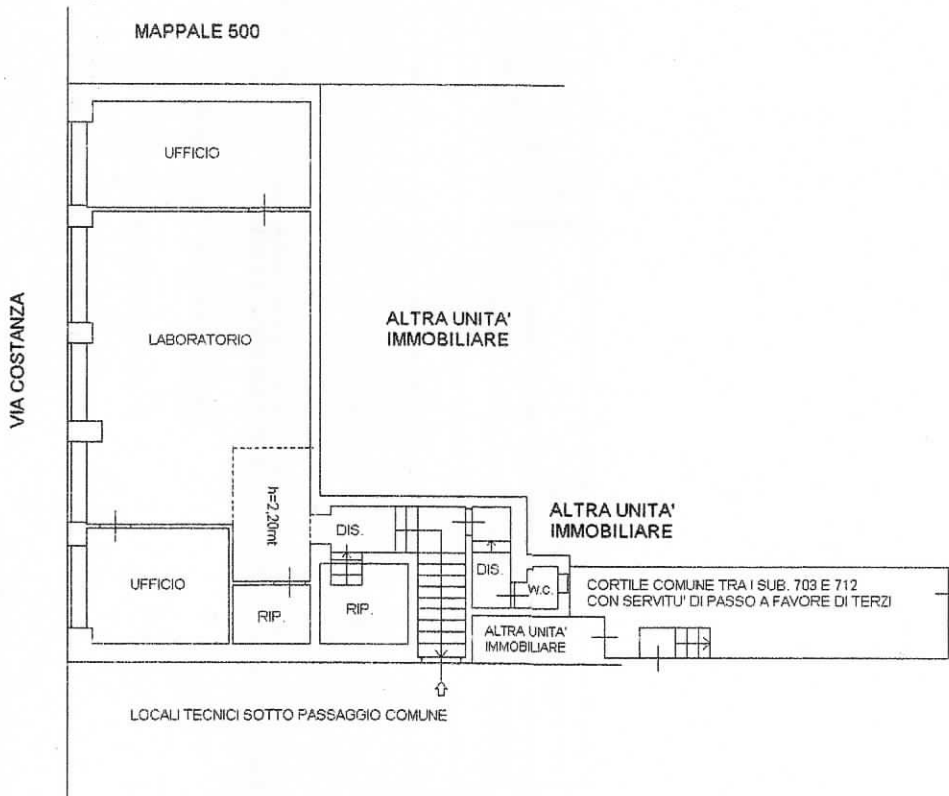 MAPPALE 500
UFFICIO
VIA COSTANZA
LABORATORIO
ALTRA UNITA'
IMMOBILIARE
h=2,20mt
DIS.
ALTRA UNITA'
IMMOBILIARE
UFFICIO
RIP.
RIP.
DIS.
W.C.
CORTILE COMUNE TRA I SUB. 703 E 712
CON SERVITU' DI PASSO A FAVORE DI TERZI
ALTRA UNITA'
IMMOBILIARE
LOCALI TECNICI SOTTO PASSAGGIO COMUNE